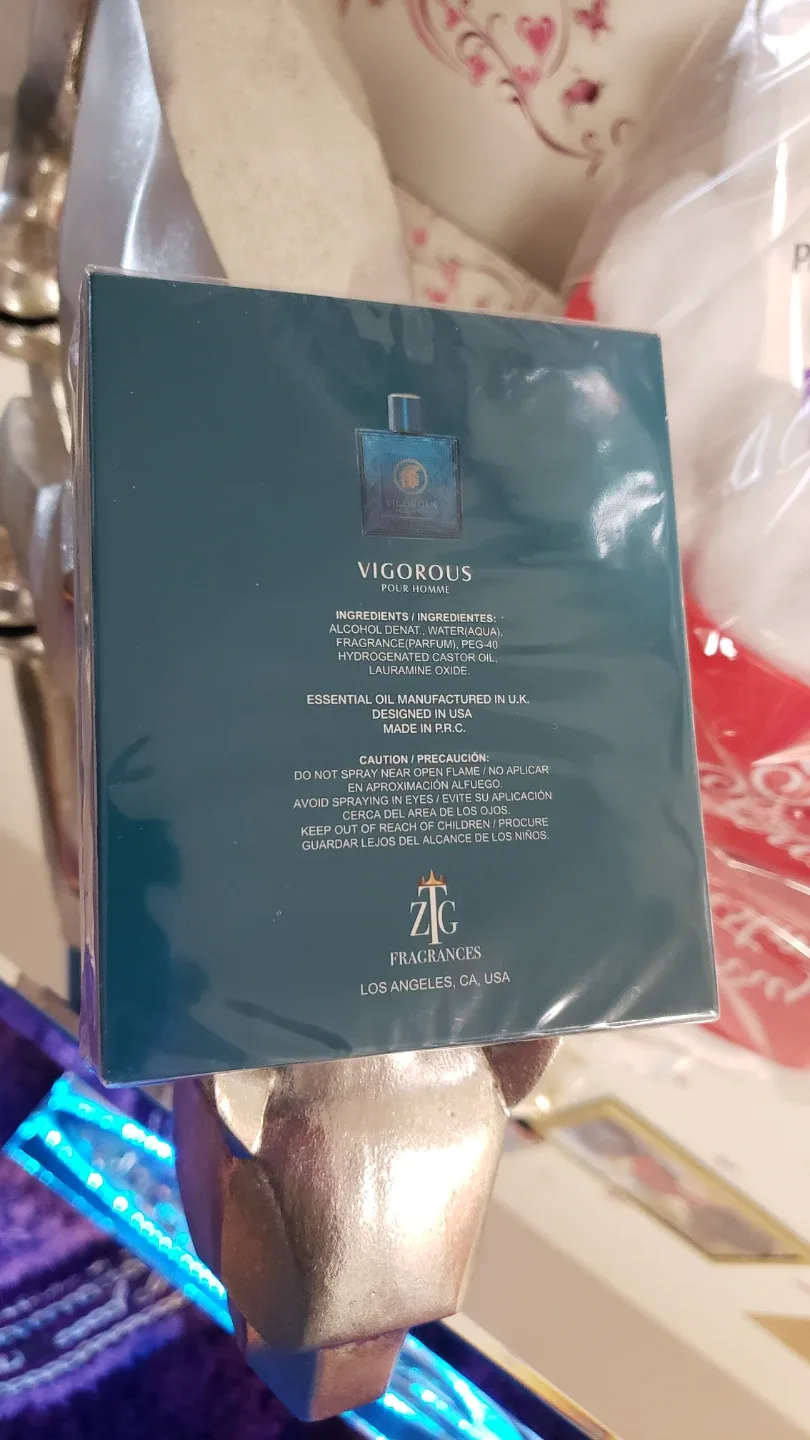 VIGOROUS
VIGOROUS
POUR HOMME
INGREDIENTS / INGREDIENTES:
ALCOHOL DENAT., WATER(AQUA),
FRAGRANCE(PARFUM), PEG-40
HYDROGENATED CASTOR OIL,
LAURAMINE OXIDE.
ESSENTIAL OIL MANUFACTURED IN U.K.
DESIGNED IN USA
MADE IN P.R.C.
CAUTION / PRECAUCIÓN:
DO NOT SPRAY NEAR OPEN FLAME / NO APLICAR
EN APROXIMACIÓN ALFUEGO.
AVOID SPRAYING IN EYES / EVITE SU APLICACIÓN
CERCA DEL AREA DE LOS OJOS.
KEEP OUT OF REACH OF CHILDREN / PROCURE
GUARDAR LEJOS DEL ALCANCE DE LOS NIÑOS.
ZTG
FRAGRANCES
LOS ANGELES, CA, USA